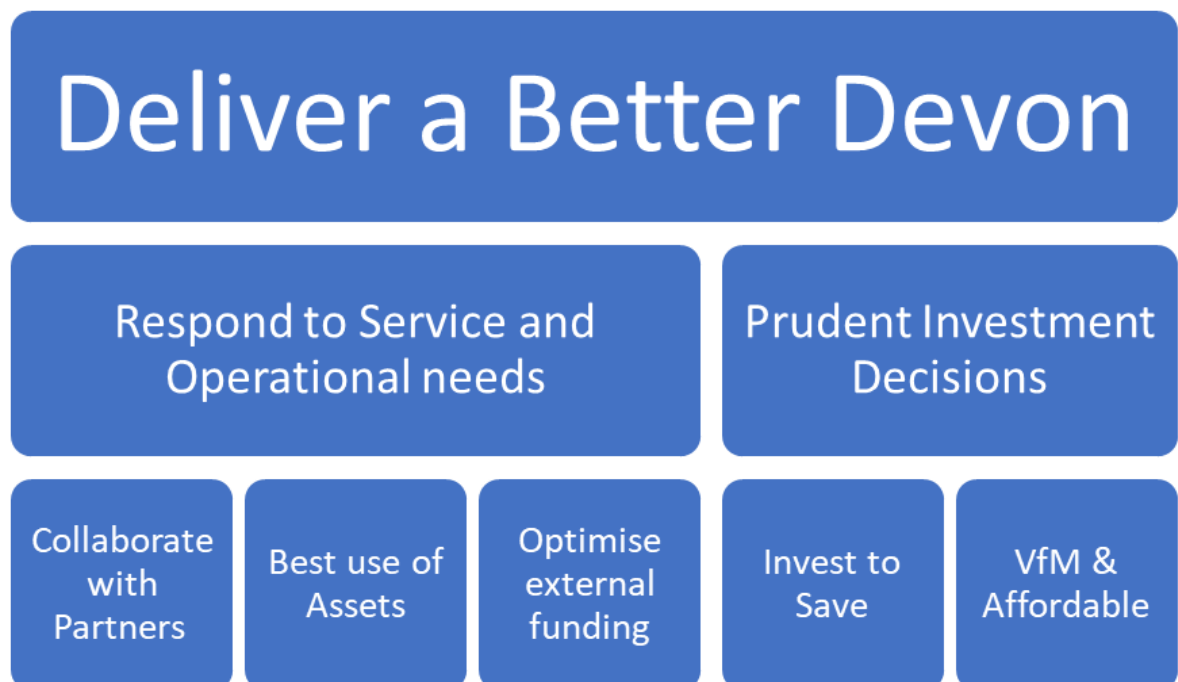 Deliver a Better Devon
Respond to Service and
Operational needs
Prudent Investment
Decisions
Collaborate
with
Partners
Best use of
Assets
Optimise
external
funding
Invest to
Save
VfM &
Affordable